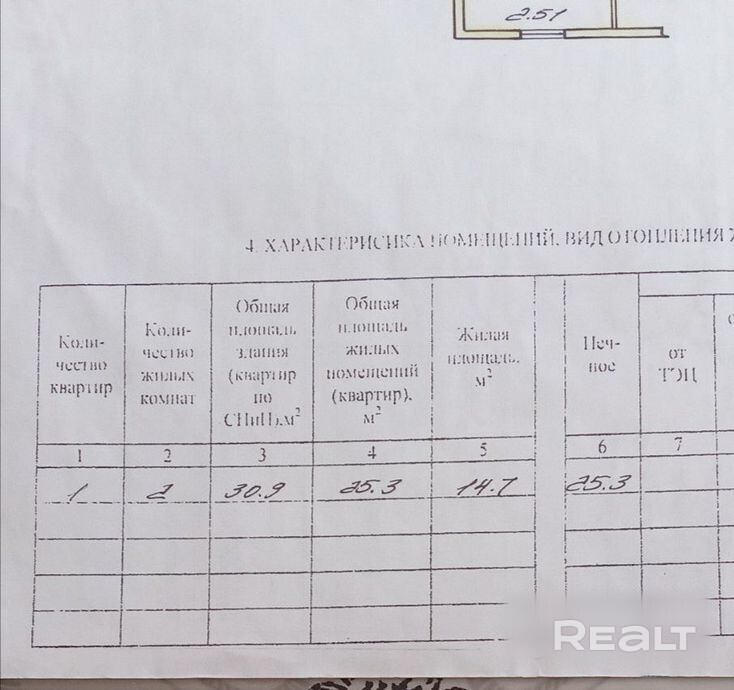 2.51
4. ХАРАКТЕРИСИКА ПОМЕЩЕНИЙ, ВИД ОТОПЛЕНИЯ
Коли-
чество
квартир
Коли-
чество
жилых
комнат
Общая
площадь
здания
(квартир
по
СНиП),м²
Общая
площадь
жилых
помещений
(квартир),
м²
Жилая
площадь,
м²
Печ-
ное
от
ТЭЦ
1 2 3 4 5 6 7
1 2 30.9 25.3 14.7 25.3
REALT